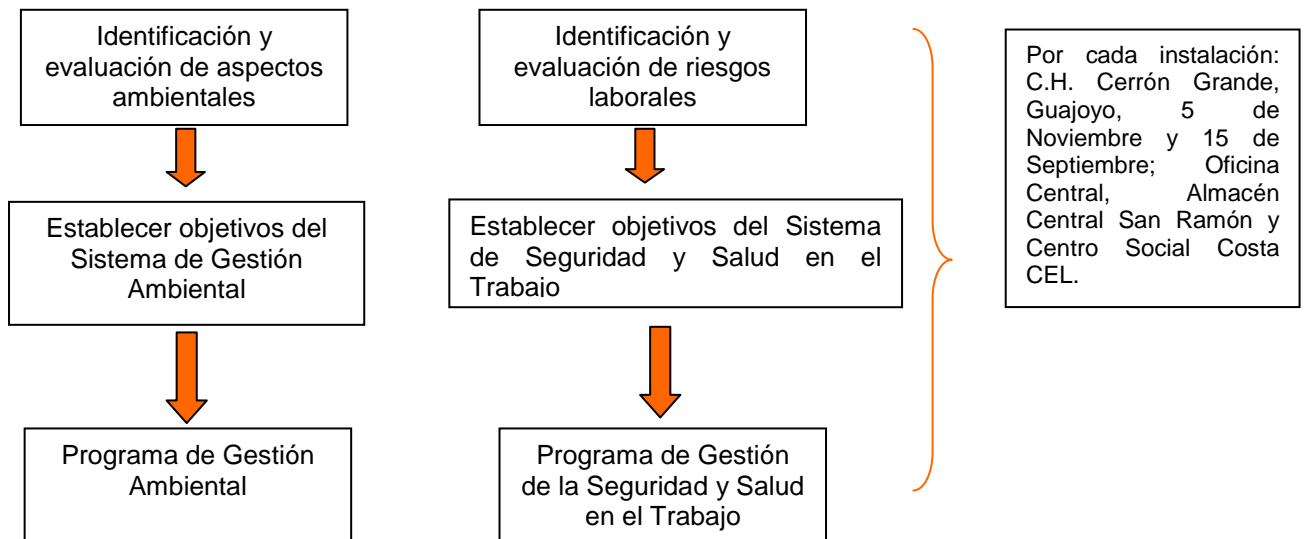 Identificación y
evaluación de aspectos
ambientales
Establecer objetivos del
Sistema de Gestión
Ambiental
Programa de Gestión
Ambiental
Identificación y
evaluación de riesgos
laborales
Establecer objetivos del Sistema
de Seguridad y Salud en el
Trabajo
Programa de Gestión
de la Seguridad y Salud
en el Trabajo
Por cada instalación:
C.H. Cerrón Grande,
Guajoyo, 5 de
Noviembre y 15 de
Septiembre; Oficina
Central, Almacén
Central San Ramón y
Centro Social Costa
CEL.